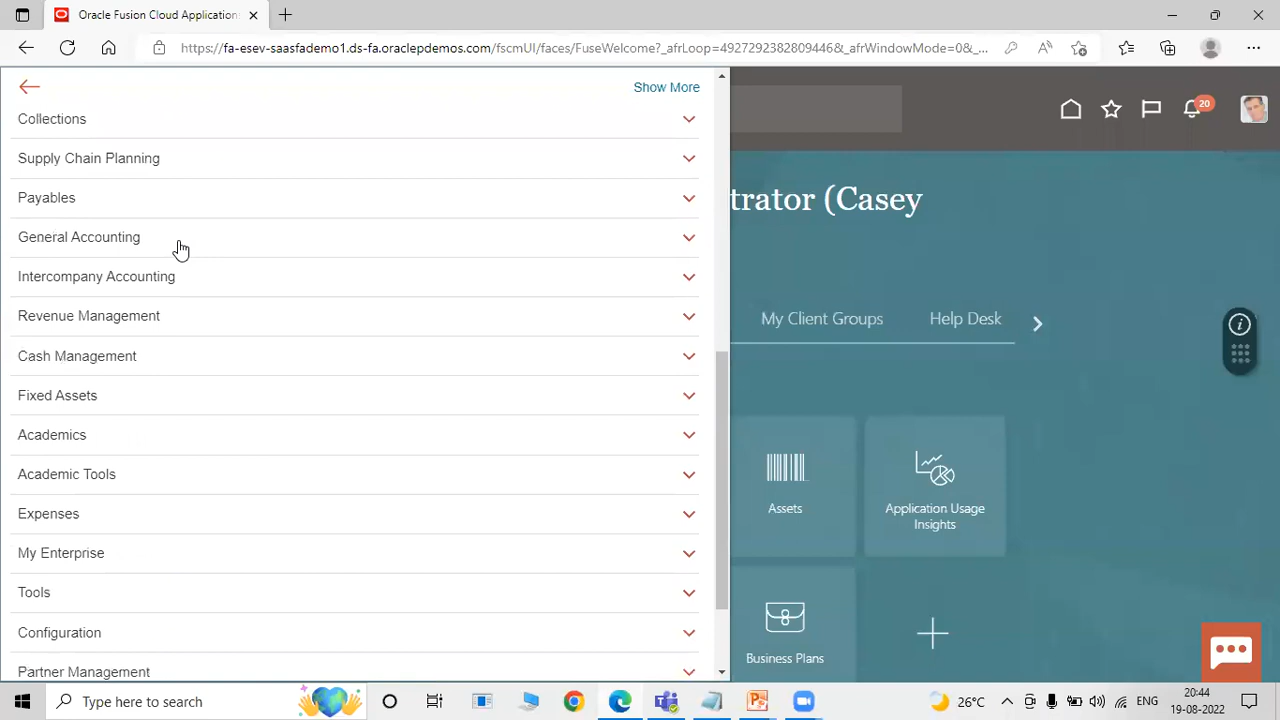 Oracle Fusion Cloud Application
https://fa-esev-saasfademo1.ds-fa.oraclepdemos.com/fscmUI/faces/FuseWelcome?_afrLoop=49272923828094468&_afrWindowMode=0&_...
Show More
20
Collections
Supply Chain Planning
Payables
trator (Casey
General Accounting
Intercompany Accounting
Revenue Management
My Client Groups
Help Desk
Cash Management
Fixed Assets
Academics
Academic Tools
Expenses
Assets
Application Usage
Insights
My Enterprise
Tools
Configuration
Partner Management
Business Plans
Type here to search
26°C
ENG
20:44
19-08-2022